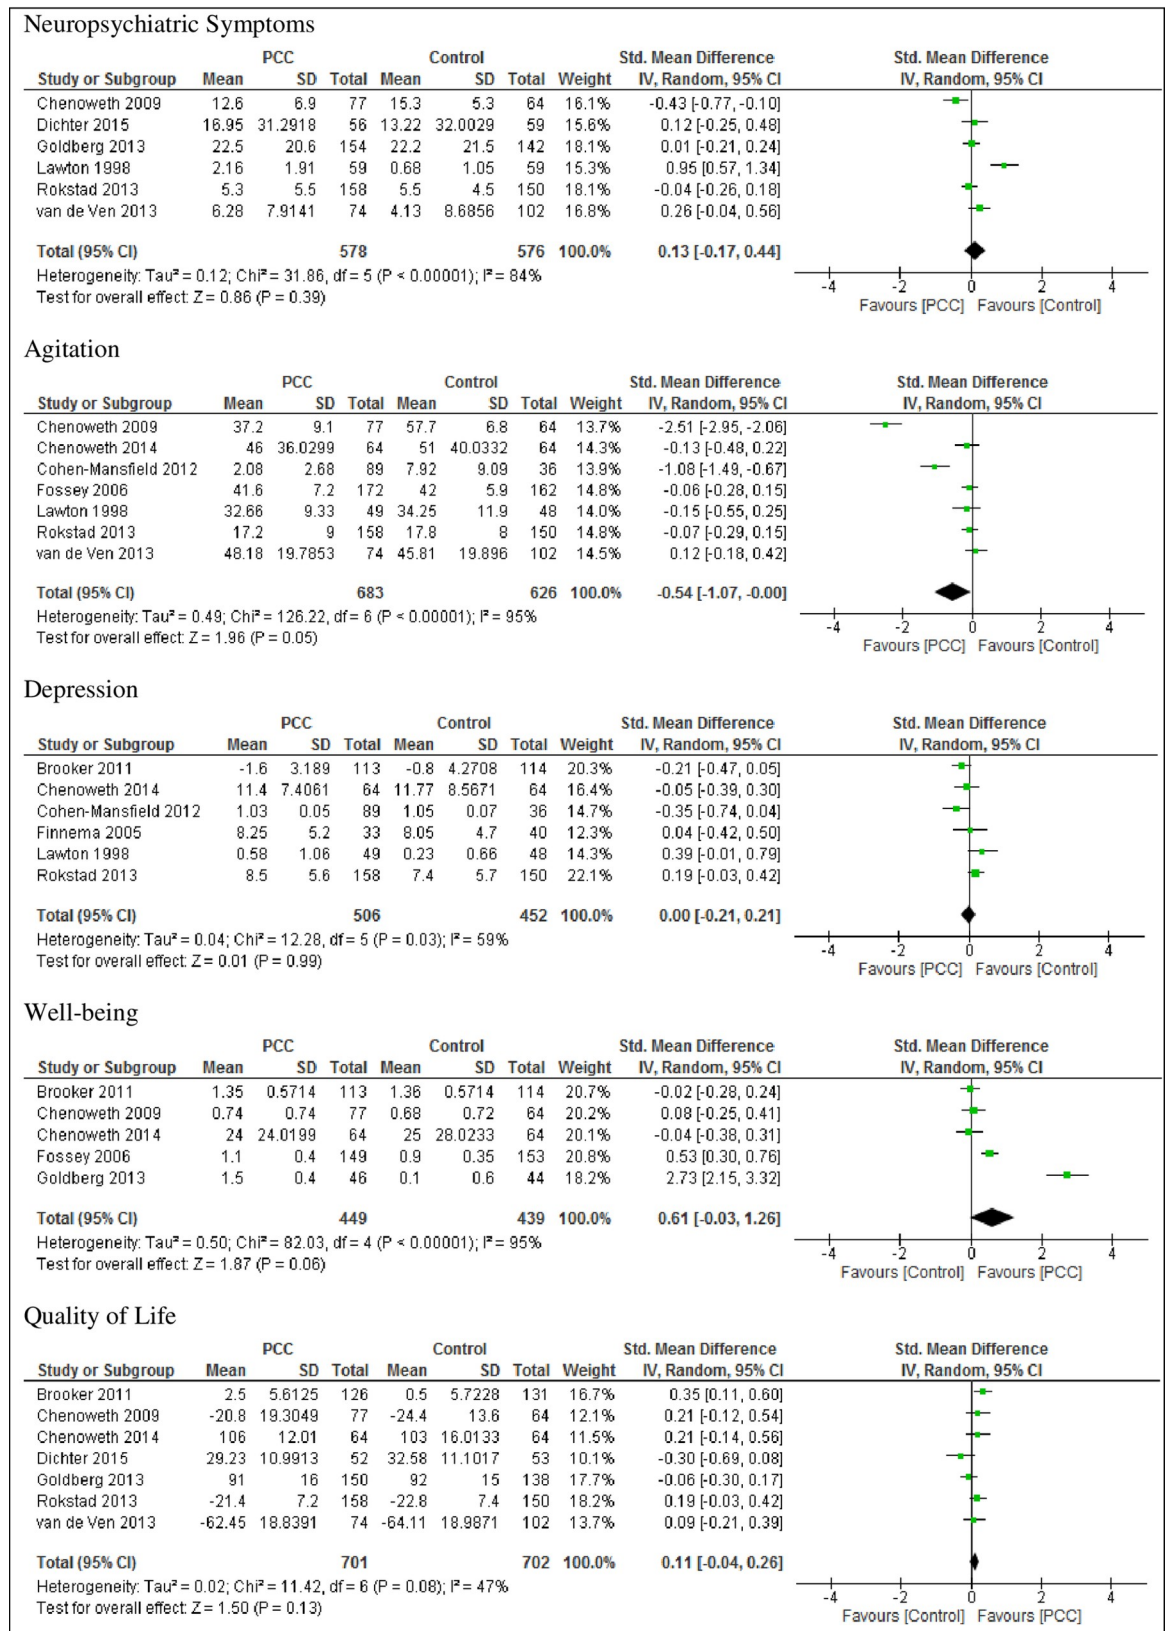 Neuropsychiatric Symptoms
PCC Control Std. Mean Difference Std. Mean Difference
Study or Subgroup Mean SD Total Mean SD Total Weight IV, Random, 95% CI IV, Random, 95% CI
Chenoweth 2009 12.6 6.9 77 15.3 5.3 64 16.1% -0.43 [-0.77, -0.10]
Dichter 2015 16.95 31.2918 56 13.22 32.0029 59 15.6% 0.12 [-0.25, 0.48]
Goldberg 2013 22.5 20.6 154 22.2 21.5 142 18.1% 0.01 [-0.21, 0.24]
Lawton 1998 2.16 1.91 59 0.68 1.05 59 15.3% 0.95 [0.57, 1.34]
Rokstad 2013 5.3 5.5 158 5.5 4.5 150 18.1% -0.04 [-0.26, 0.18]
van de Ven 2013 6.28 7.9141 74 4.13 8.6856 102 16.8% 0.26 [-0.04, 0.56]
Total (95% CI) 578 576 100.0% 0.13 [-0.17, 0.44]
Heterogeneity: Tau² = 0.12; Chi² = 31.86, df = 5 (P < 0.00001); I² = 84%
Test for overall effect: Z = 0.86 (P = 0.39)
-4 -2 0 2 4
Favours [PCC] Favours [Control]
Agitation
PCC Control Std. Mean Difference Std. Mean Difference
Study or Subgroup Mean SD Total Mean SD Total Weight IV, Random, 95% CI IV, Random, 95% CI
Chenoweth 2009 37.2 9.1 77 57.7 6.8 64 13.7% -2.51 [-2.95, -2.06]
Chenoweth 2014 46 36.0299 64 51 40.0332 64 14.3% -0.13 [-0.48, 0.22]
Cohen-Mansfield 2012 2.08 2.68 89 7.92 9.09 36 13.9% -1.08 [-1.49, -0.67]
Fossey 2006 41.6 7.2 172 42 5.9 162 14.8% -0.06 [-0.28, 0.15]
Lawton 1998 32.66 9.33 49 34.25 11.9 48 14.0% -0.15 [-0.55, 0.25]
Rokstad 2013 17.2 9 158 17.8 8 150 14.8% -0.07 [-0.29, 0.15]
van de Ven 2013 48.18 19.7853 74 45.81 19.896 102 14.5% 0.12 [-0.18, 0.42]
Total (95% CI) 683 626 100.0% -0.54 [-1.07, -0.00]
Heterogeneity: Tau² = 0.49; Chi² = 126.22, df = 6 (P < 0.00001); I² = 95%
Test for overall effect: Z = 1.96 (P = 0.05)
-4 -2 0 2 4
Favours [PCC] Favours [Control]
Depression
PCC Control Std. Mean Difference Std. Mean Difference
Study or Subgroup Mean SD Total Mean SD Total Weight IV, Random, 95% CI IV, Random, 95% CI
Brooker 2011 -1.6 3.189 113 -0.8 4.2708 114 20.3% -0.21 [-0.47, 0.05]
Chenoweth 2014 11.4 7.4061 64 11.77 8.5671 64 16.4% -0.05 [-0.39, 0.30]
Cohen-Mansfield 2012 1.03 0.05 89 1.05 0.07 36 14.7% -0.35 [-0.74, 0.04]
Finnema 2005 8.25 5.2 33 8.05 4.7 40 12.3% 0.04 [-0.42, 0.50]
Lawton 1998 0.58 1.06 49 0.23 0.66 48 14.3% 0.39 [-0.01, 0.79]
Rokstad 2013 8.5 5.6 158 7.4 5.7 150 22.1% 0.19 [-0.03, 0.42]
Total (95% CI) 506 452 100.0% 0.00 [-0.21, 0.21]
Heterogeneity: Tau² = 0.04; Chi² = 12.28, df = 5 (P = 0.03); I² = 59%
Test for overall effect: Z = 0.01 (P = 0.99)
-4 -2 0 2 4
Favours [PCC] Favours [Control]
Well-being
PCC Control Std. Mean Difference Std. Mean Difference
Study or Subgroup Mean SD Total Mean SD Total Weight IV, Random, 95% CI IV, Random, 95% CI
Brooker 2011 1.35 0.5714 113 1.36 0.5714 114 20.7% -0.02 [-0.28, 0.24]
Chenoweth 2009 0.74 0.74 77 0.68 0.72 64 20.2% 0.08 [-0.25, 0.41]
Chenoweth 2014 24 24.0199 64 25 28.0233 64 20.1% -0.04 [-0.38, 0.31]
Fossey 2006 1.1 0.4 149 0.9 0.35 153 20.8% 0.53 [0.30, 0.76]
Goldberg 2013 1.5 0.4 46 0.1 0.6 44 18.2% 2.73 [2.15, 3.32]
Total (95% CI) 449 439 100.0% 0.61 [-0.03, 1.26]
Heterogeneity: Tau² = 0.50; Chi² = 82.03, df = 4 (P < 0.00001); I² = 95%
Test for overall effect: Z = 1.87 (P = 0.06)
-4 -2 0 2 4
Favours [Control] Favours [PCC]
Quality of Life
PCC Control Std. Mean Difference Std. Mean Difference
Study or Subgroup Mean SD Total Mean SD Total Weight IV, Random, 95% CI IV, Random, 95% CI
Brooker 2011 2.5 5.6125 126 0.5 5.7228 131 16.7% 0.35 [0.11, 0.60]
Chenoweth 2009 -20.8 19.3049 77 -24.4 13.6 64 12.1% 0.21 [-0.12, 0.54]
Chenoweth 2014 106 12.01 64 103 16.0133 64 11.5% 0.21 [-0.14, 0.56]
Dichter 2015 29.23 10.9913 52 32.58 11.1017 53 10.1% -0.30 [-0.69, 0.08]
Goldberg 2013 91 16 150 92 15 138 17.7% -0.06 [-0.30, 0.17]
Rokstad 2013 -21.4 7.2 158 -22.8 7.4 150 18.2% 0.19 [-0.03, 0.42]
van de Ven 2013 -62.45 18.8391 74 -64.11 18.9871 102 13.7% 0.09 [-0.21, 0.39]
Total (95% CI) 701 702 100.0% 0.11 [-0.04, 0.26]
Heterogeneity: Tau² = 0.02; Chi² = 11.42, df = 6 (P = 0.08); I² = 47%
Test for overall effect: Z = 1.50 (P = 0.13)
-4 -2 0 2 4
Favours [Control] Favours [PCC]